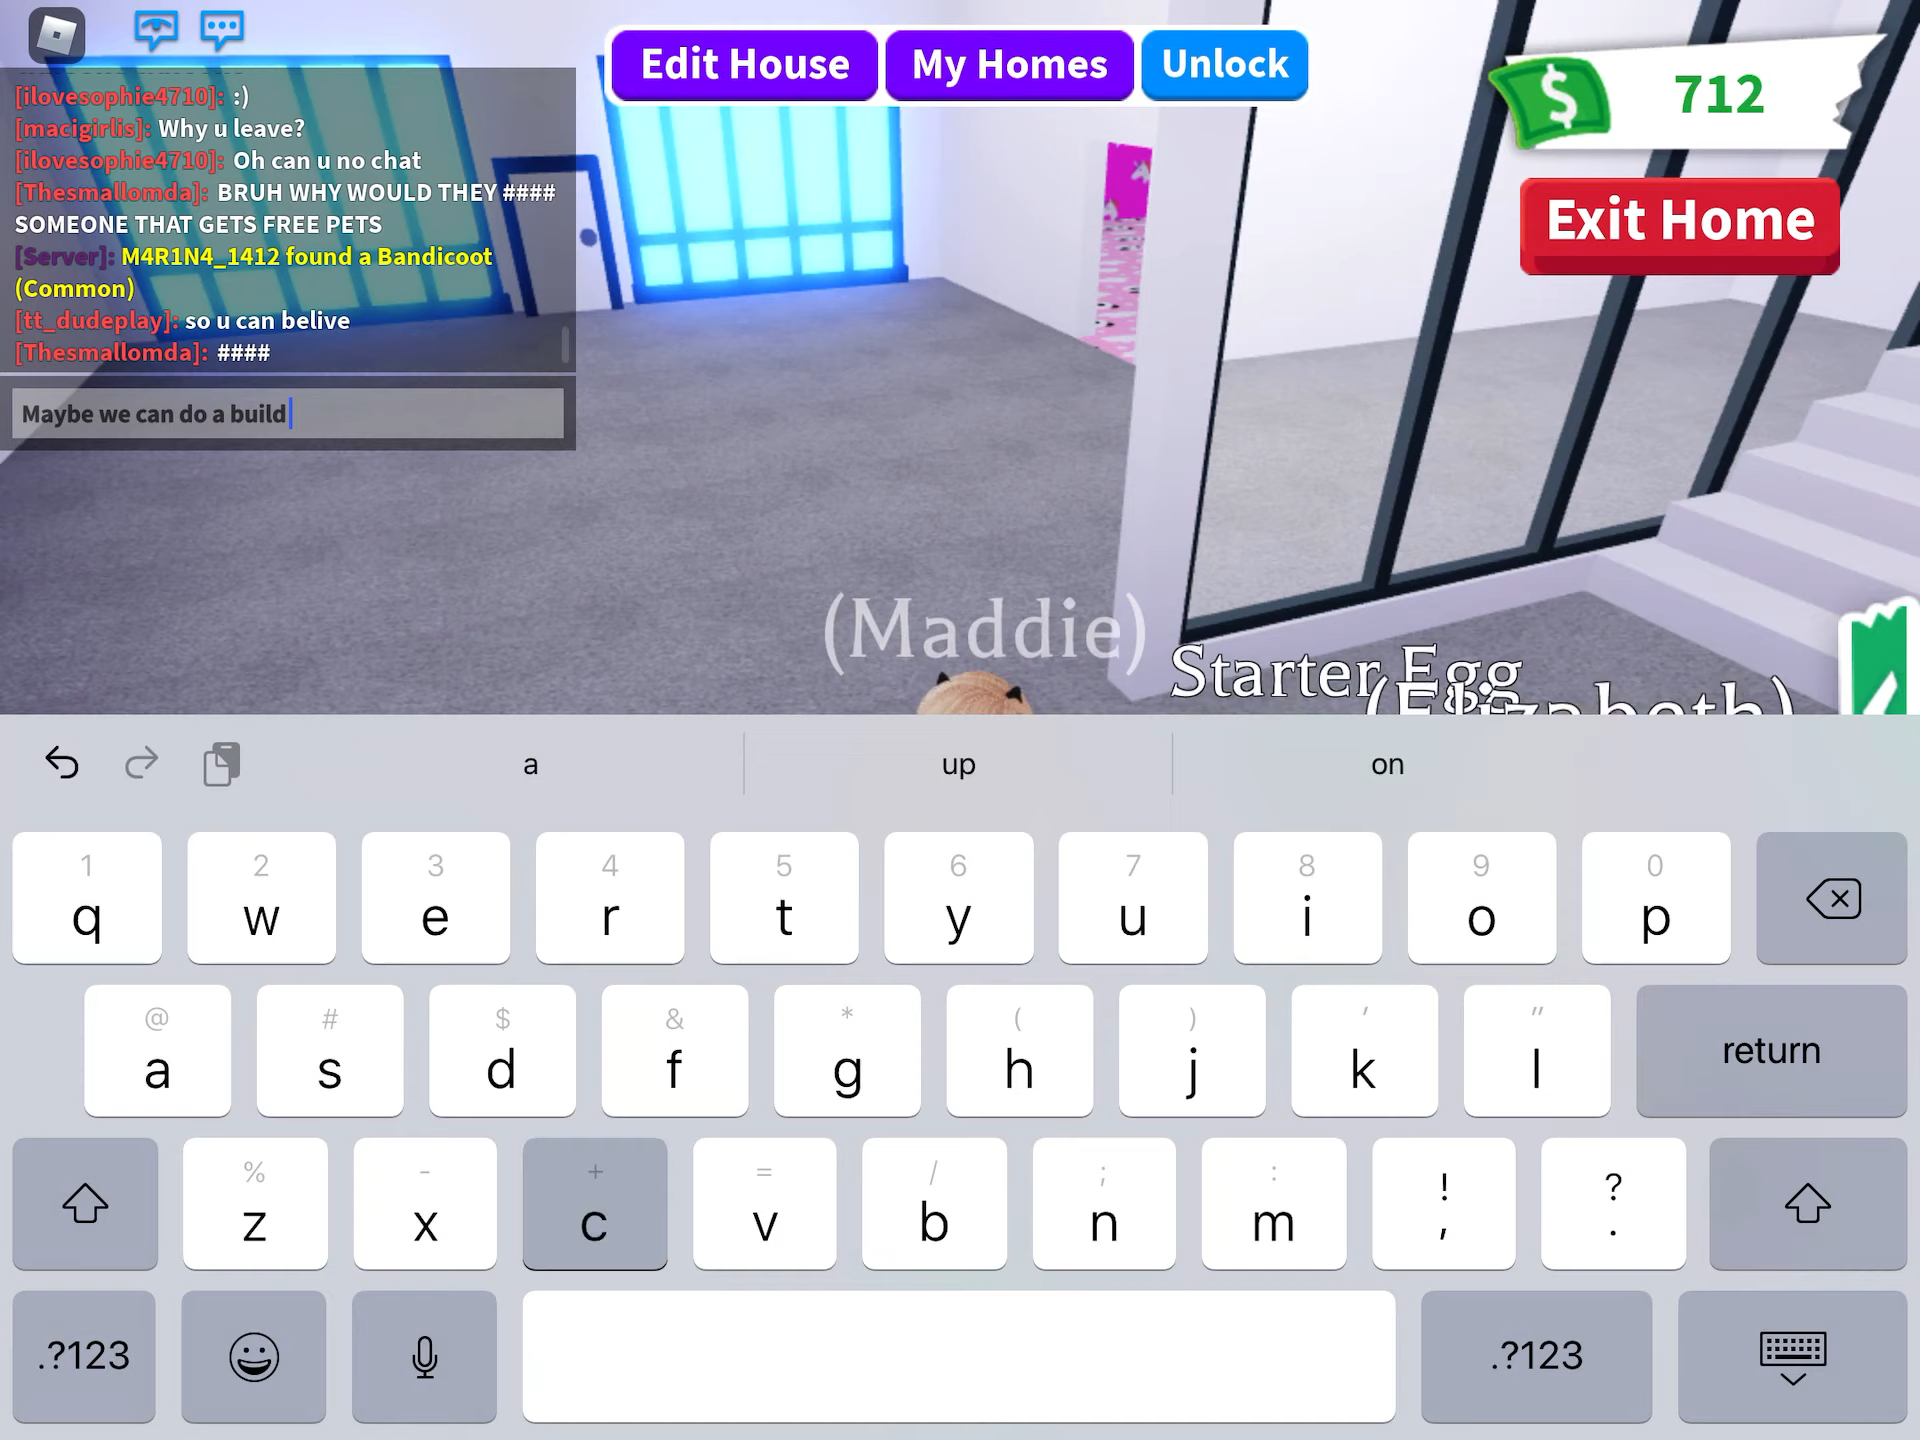 Edit House My Homes Unlock
712
Exit Home
[ilovesophie4710]: :)
[macigirlis]: Why u leave?
[ilovesophie4710]: Oh can u no chat
[Thesmallomda]: BRUH WHY WOULD THEY ####
SOMEONE THAT GETS FREE PETS
[Server]: M4R1N4_1412 found a Bandicoot
(Common)
[tt_dudeplay]: so u can belive
[Thesmallomda]: ####
Maybe we can do a build
(Maddie)
Starter Egg
(Elizabeth)
a up on
1 2 3 4 5 6 7 8 9 0
q w e r t y u i o p
@ # $ & * ( ) ' "
a s d f g h j k l return
% - + = / ; : ! ?
z x c v b n m , .
.?123 .?123